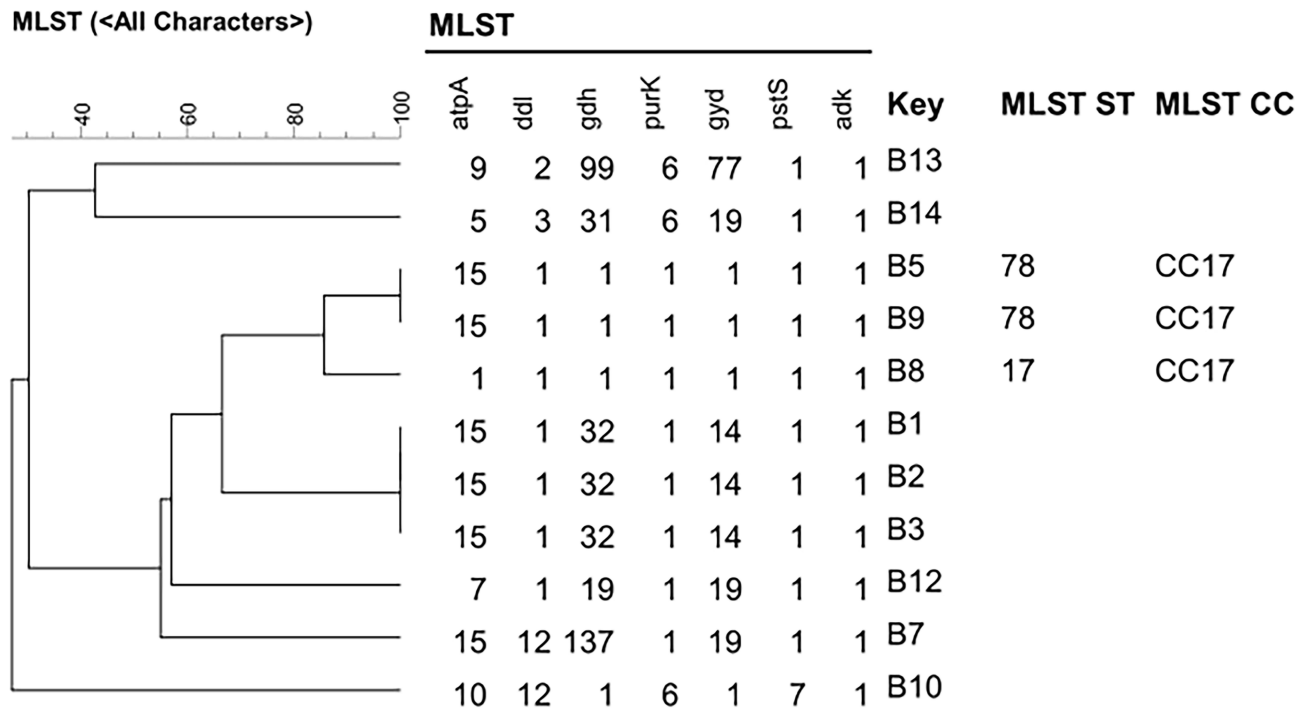 MLST (<All Characters>)
MLST
40 60 80 100
atpA ddl gdh purK gyd pstS adk Key MLST ST MLST CC
9 2 99 6 77 1 1 B13
5 3 31 6 19 1 1 B14
15 1 1 1 1 1 1 B5 78 CC17
15 1 1 1 1 1 1 B9 78 CC17
1 1 1 1 1 1 1 B8 17 CC17
15 1 32 1 14 1 1 B1
15 1 32 1 14 1 1 B2
15 1 32 1 14 1 1 B3
7 1 19 1 19 1 1 B12
15 12 137 1 19 1 1 B7
10 12 1 6 1 7 1 B10